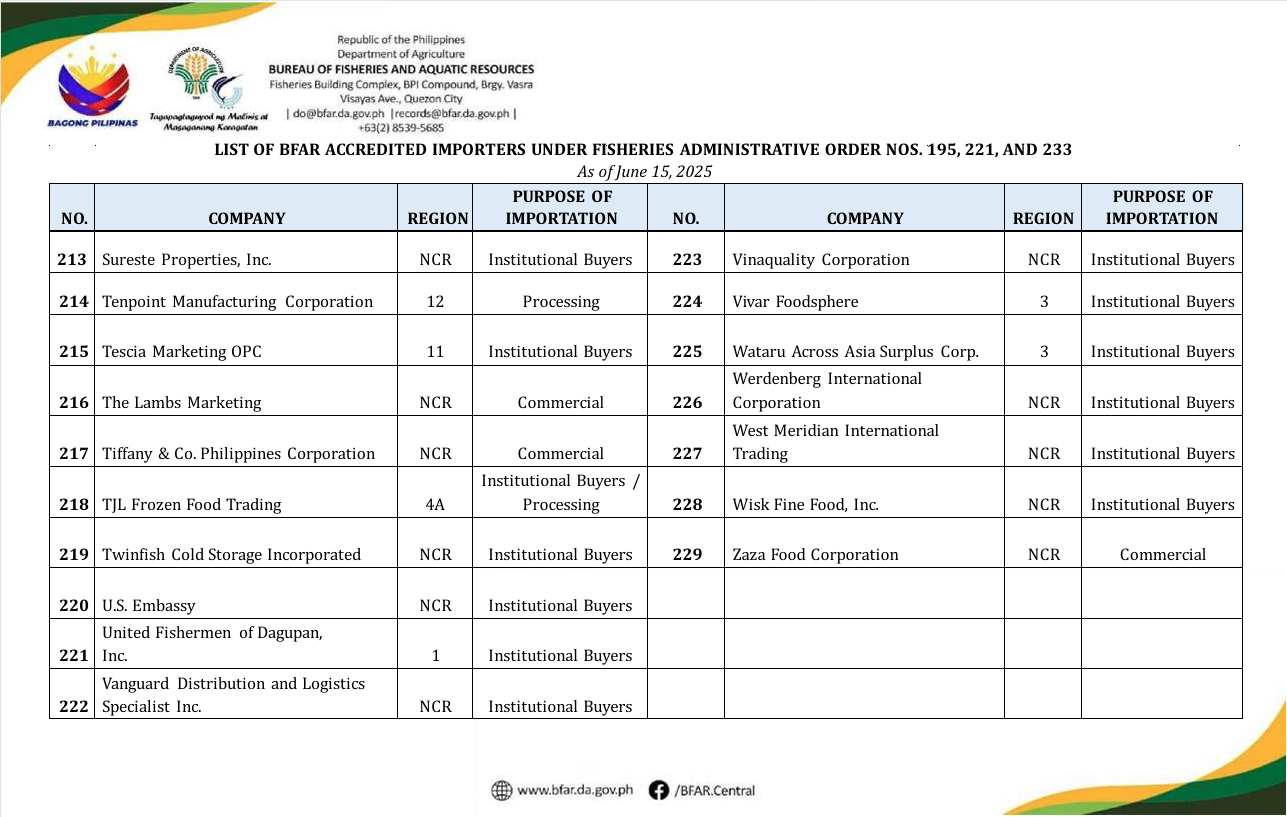 Republic of the Philippines
Department of Agriculture
BUREAU OF FISHERIES AND AQUATIC RESOURCES
Fisheries Building Complex, BPI Compound, Brgy. Vasra
Visayas Ave., Quezon City
| do@bfar.da.gov.ph |records@bfar.da.gov.ph |
+63(2) 8539-5685
BAGONG PILIPINAS
DEPARTMENT OF AGRICULTURE
Tagapagtaguyod ng Malinis at
Masaganang Karagatan
LIST OF BFAR ACCREDITED IMPORTERS UNDER FISHERIES ADMINISTRATIVE ORDER NOS. 195, 221, AND 233
As of June 15, 2025
NO. COMPANY REGION PURPOSE OF IMPORTATION NO. COMPANY REGION PURPOSE OF IMPORTATION
213 Sureste Properties, Inc. NCR Institutional Buyers 223 Vinaquality Corporation NCR Institutional Buyers
214 Tenpoint Manufacturing Corporation 12 Processing 224 Vivar Foodsphere 3 Institutional Buyers
215 Tescia Marketing OPC 11 Institutional Buyers 225 Wataru Across Asia Surplus Corp. 3 Institutional Buyers
216 The Lambs Marketing NCR Commercial 226 Werdenberg International Corporation NCR Institutional Buyers
217 Tiffany & Co. Philippines Corporation NCR Commercial 227 West Meridian International Trading NCR Institutional Buyers
218 TJL Frozen Food Trading 4A Institutional Buyers / Processing 228 Wisk Fine Food, Inc. NCR Institutional Buyers
219 Twinfish Cold Storage Incorporated NCR Institutional Buyers 229 Zaza Food Corporation NCR Commercial
220 U.S. Embassy NCR Institutional Buyers
221 United Fishermen of Dagupan, Inc. 1 Institutional Buyers
222 Vanguard Distribution and Logistics Specialist Inc. NCR Institutional Buyers
www.bfar.da.gov.ph /BFAR.Central